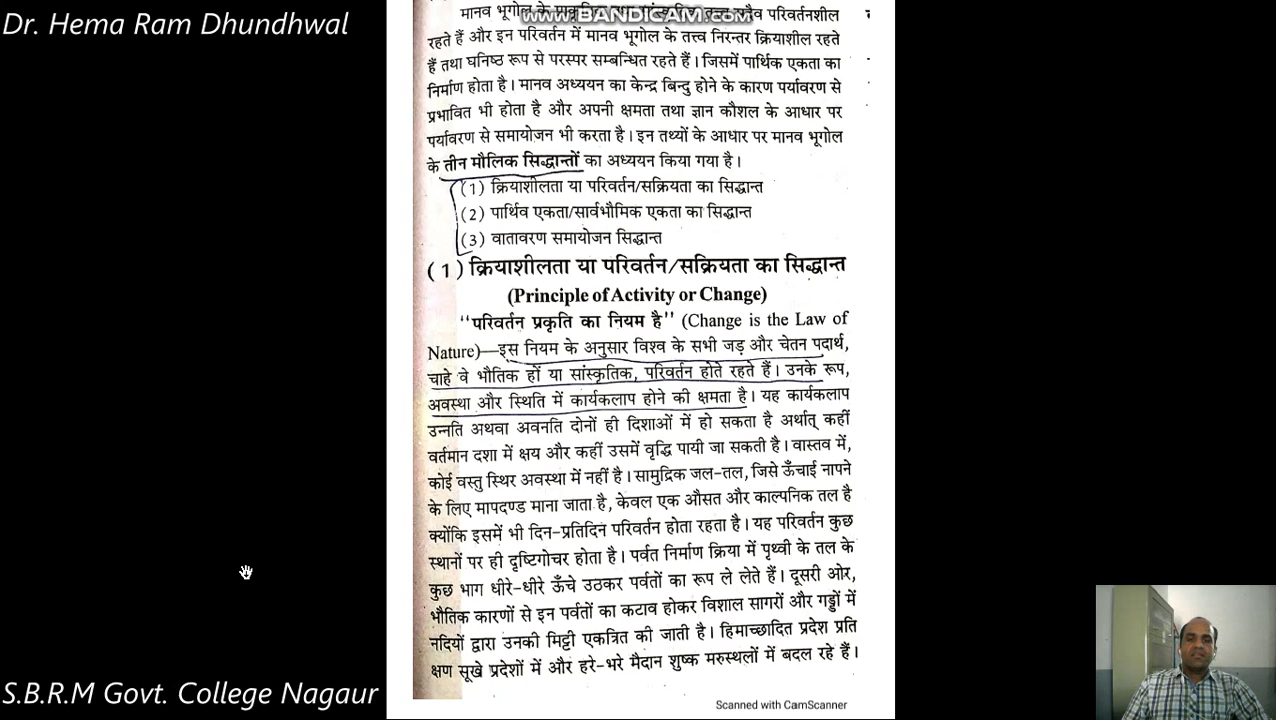 Dr. Hema Ram Dhundhwal
www.BANDICAM.com
मानव भूगोल के परिवर्तनशील
रहते हैं और इन परिवर्तन में मानव भूगोल के तत्त्व निरन्तर क्रियाशील रहते
हैं तथा घनिष्ठ रूप से परस्पर सम्बन्धित रहते हैं। जिसमें पार्थिक एकता का
निर्माण होता है। मानव अध्ययन का केन्द्र बिन्दु होने के कारण पर्यावरण से
प्रभावित भी होता है और अपनी क्षमता तथा ज्ञान कौशल के आधार पर
पर्यावरण से समायोजन भी करता है। इन तथ्यों के आधार पर मानव भूगोल
के तीन मौलिक सिद्धान्तों का अध्ययन किया गया है।
(1) क्रियाशीलता या परिवर्तन/सक्रियता का सिद्धान्त
(2) पार्थिव एकता/सार्वभौमिक एकता का सिद्धान्त
(3) वातावरण समायोजन सिद्धान्त
(1) क्रियाशीलता या परिवर्तन/सक्रियता का सिद्धान्त
(Principle of Activity or Change)
“परिवर्तन प्रकृति का नियम है” (Change is the Law of
Nature)—इस नियम के अनुसार विश्व के सभी जड़ और चेतन पदार्थ,
चाहे वे भौतिक हों या सांस्कृतिक, परिवर्तन होते रहते हैं। उनके रूप,
अवस्था और स्थिति में कार्यकलाप होने की क्षमता है। यह कार्यकलाप
उन्नति अथवा अवनति दोनों ही दिशाओं में हो सकता है अर्थात् कहीं
वर्तमान दशा में क्षय और कहीं उसमें वृद्धि पायी जा सकती है। वास्तव में,
कोई वस्तु स्थिर अवस्था में नहीं है। सामुद्रिक जल-तल, जिसे ऊँचाई नापने
के लिए मापदण्ड माना जाता है, केवल एक औसत और काल्पनिक तल है
क्योंकि इसमें भी दिन-प्रतिदिन परिवर्तन होता रहता है। यह परिवर्तन कुछ
स्थानों पर ही दृष्टिगोचर होता है। पर्वत निर्माण क्रिया में पृथ्वी के तल के
कुछ भाग धीरे-धीरे ऊँचे उठकर पर्वतों का रूप ले लेते हैं। दूसरी ओर,
भौतिक कारणों से इन पर्वतों का कटाव होकर विशाल सागरों और गड्ढों में
नदियों द्वारा उनकी मिट्टी एकत्रित की जाती है। हिमाच्छादित प्रदेश प्रति
क्षण सूखे प्रदेशों में और हरे-भरे मैदान शुष्क मरुस्थलों में बदल रहे हैं।
S.B.R.M Govt. College Nagaur
Scanned with CamScanner